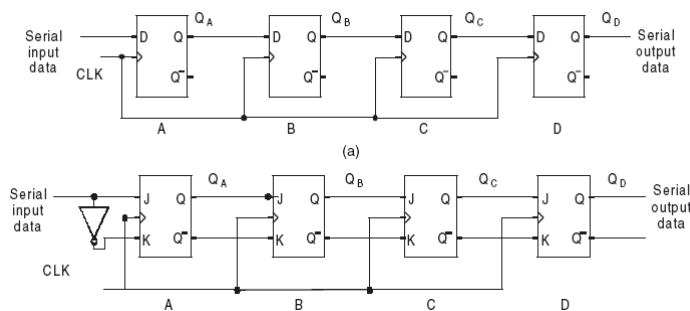 Q_A Q_B Q_C Q_D
Serial input data D Q D Q D Q D Q Serial output data
CLK Q̅ Q̅ Q̅ Q̅
A B C D
(a)
Q_A Q_B Q_C Q_D
Serial input data J Q J Q J Q J Q Serial output data
K Q̅ K Q̅ K Q̅ K Q̅
CLK
A B C D